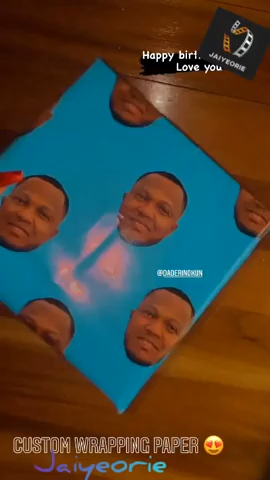 Happy birt
Love you
JAIYEORIE
@OADERINOKUN
CUSTOM WRAPPING PAPER 😍
Jaiyeorie